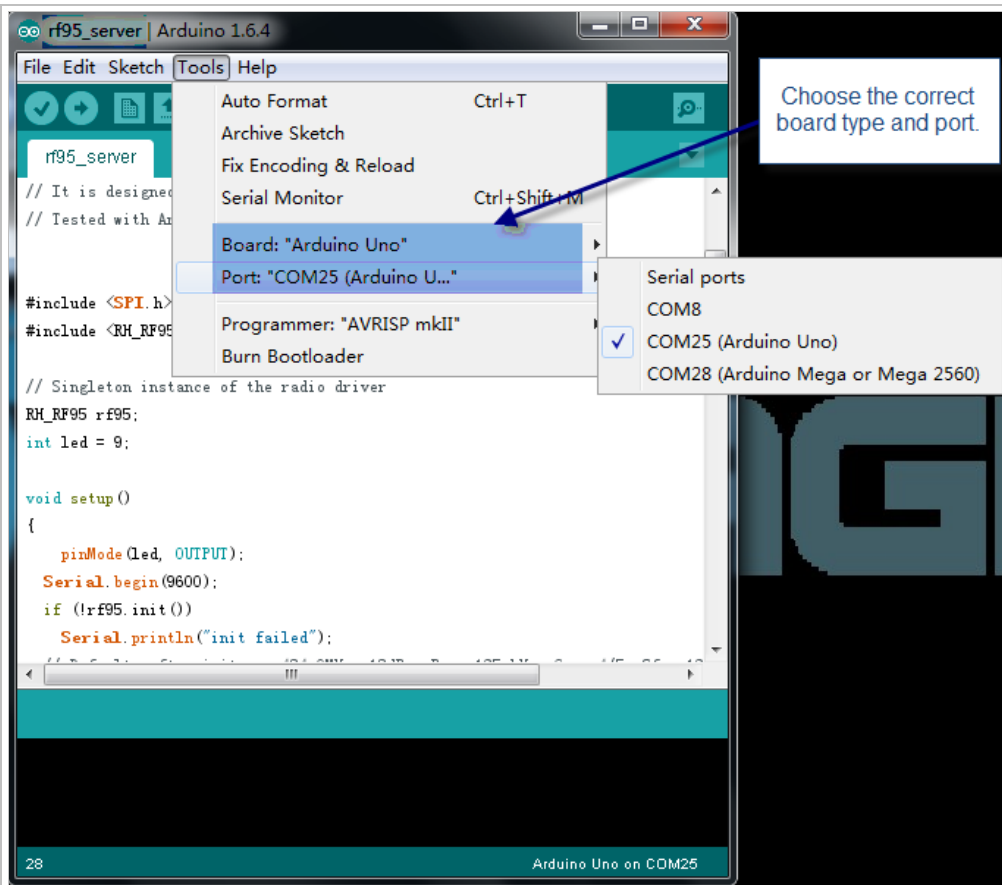 rf95_server | Arduino 1.6.4
File Edit Sketch Tools Help
Auto Format Ctrl+T
Archive Sketch
Fix Encoding & Reload
Serial Monitor Ctrl+Shift+M
Board: "Arduino Uno"
Port: "COM25 (Arduino U..."
Programmer: "AVRISP mkII"
Burn Bootloader
Choose the correct
board type and port.
Serial ports
COM8
COM25 (Arduino Uno)
COM28 (Arduino Mega or Mega 2560)
rf95_server
// It is designed
// Tested with
#include <SPI.h>
#include <RH_RF95
// Singleton instance of the radio driver
RH_RF95 rf95;
int led = 9;
void setup()
{
pinMode(led, OUTPUT);
Serial.begin(9600);
if (!rf95.init())
Serial.println("init failed");
28 Arduino Uno on COM25